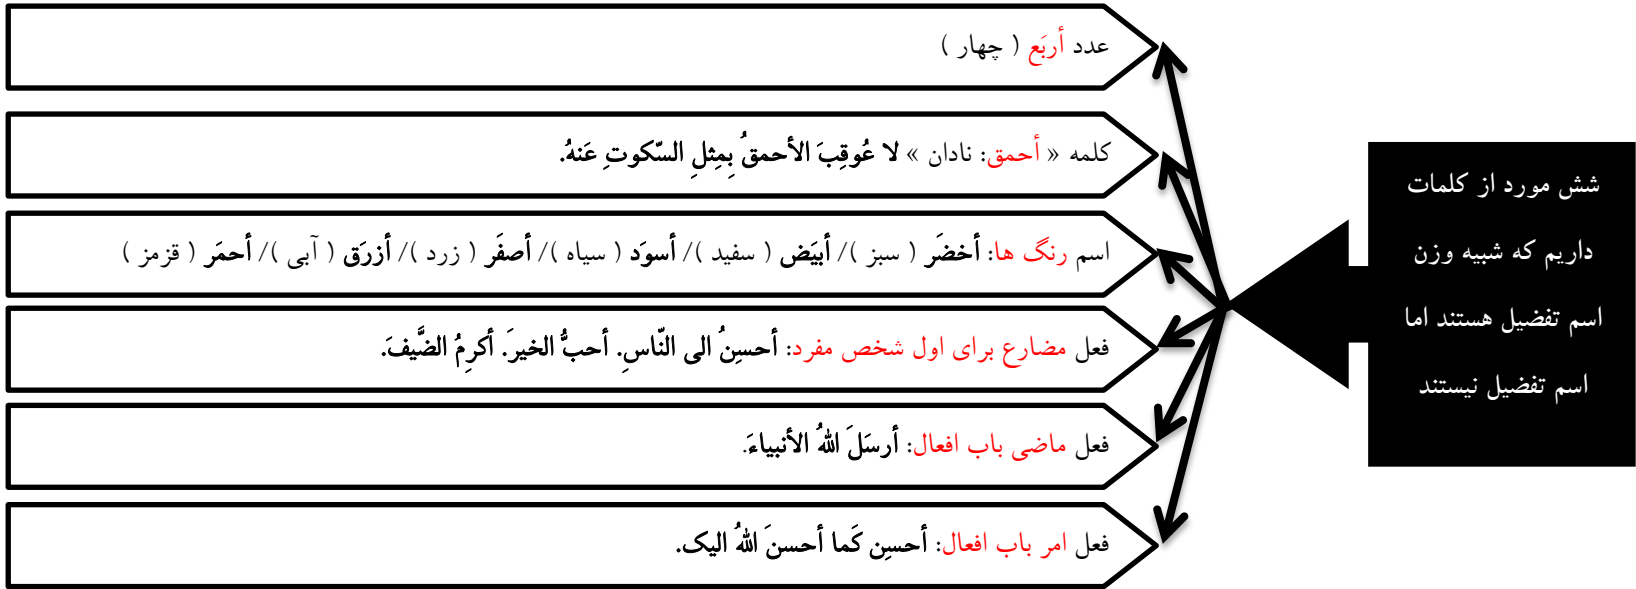 شش مورد از کلمات
داریم که شبیه وزن
اسم تفضیل هستند اما
اسم تفضیل نیستند
عدد أربَع ( چهار )
کلمه « أحمق: نادان » لا عُوقِبَ الأحمقُ بِمِثلِ السّکوتِ عَنهُ.
اسم رنگ ها: أخضَر ( سبز )/ أبیَض ( سفید )/ أسوَد ( سیاه )/ أصفَر ( زرد )/ أزرَق ( آبی )/ أحمَر ( قزمز )
فعل مضارع برای اول شخص مفرد: أحسِنُ الی النّاسِ. أحبُّ الخیرَ. أکرِمُ الضَّیفَ.
فعل ماضی باب افعال: أرسَلَ اللهُ الأنبیاءَ.
فعل امر باب افعال: أحسِن کَما أحسنَ اللهُ الیک.